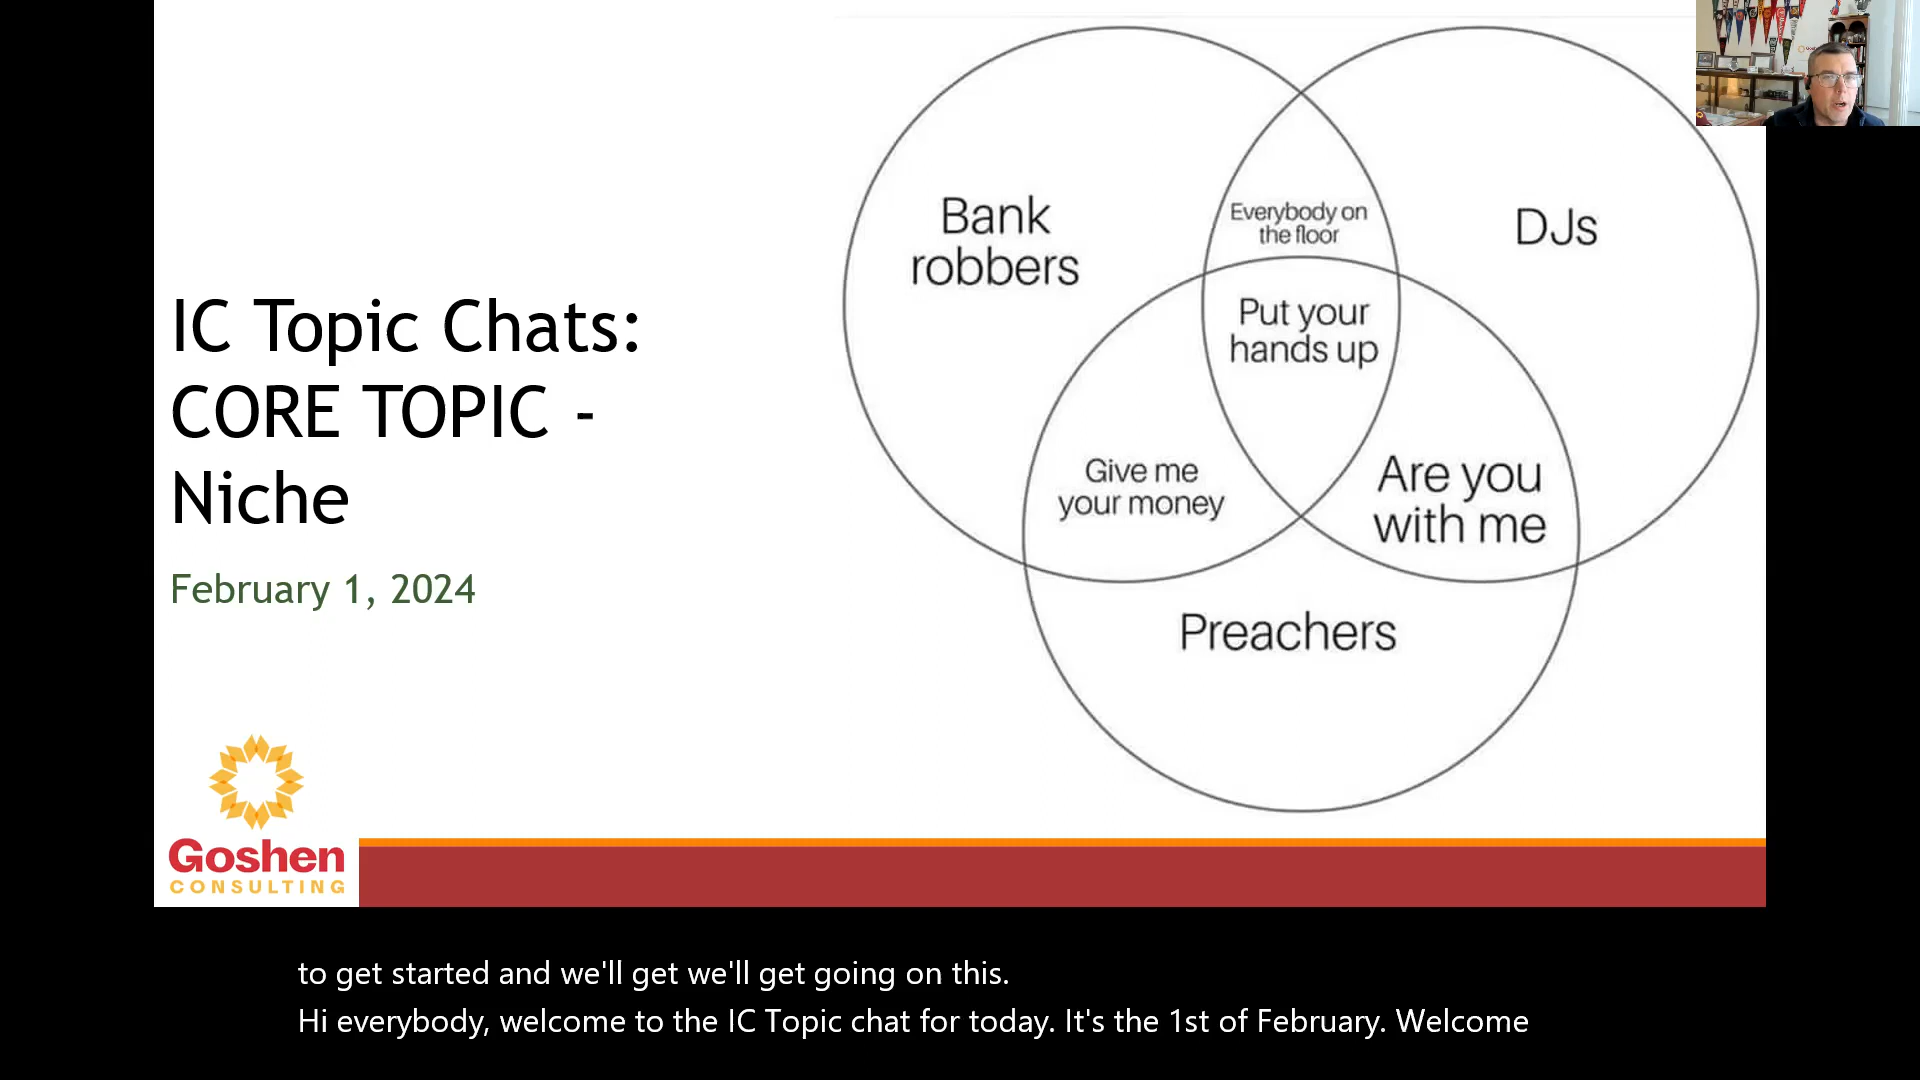 IC Topic Chats:
CORE TOPIC -
Niche
February 1, 2024
Bank
robbers
Everybody on
the floor
DJs
Put your
hands up
Give me
your money
Are you
with me
Preachers
Goshen
CONSULTING
to get started and we'll get we'll get going on this.
Hi everybody, welcome to the IC Topic chat for today. It's the 1st of February. Welcome